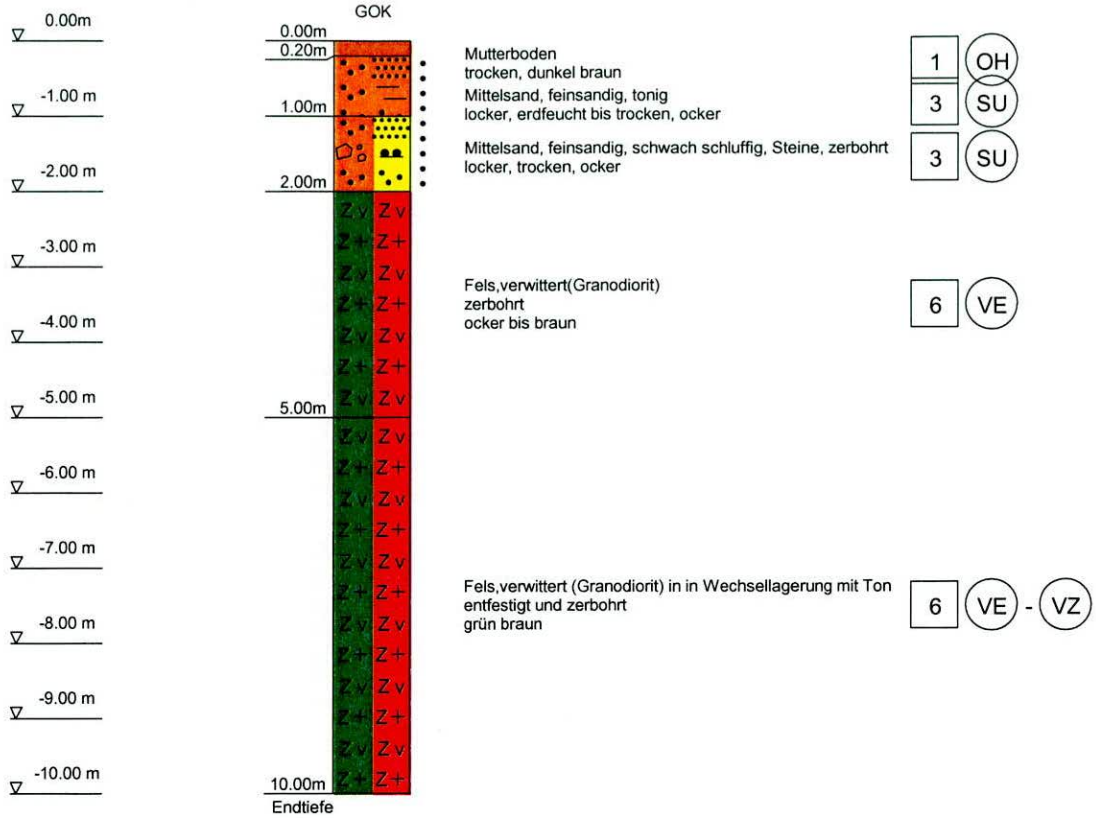 GOK
0.00m
0.00m
0.20m
Mutterboden
trocken, dunkel braun
1 OH
-1.00 m
1.00m
Mittelsand, feinsandig, tonig
locker, erdfeucht bis trocken, ocker
3 SU
Mittelsand, feinsandig, schwach schluffig, Steine, zerbohrt
locker, trocken, ocker
3 SU
-2.00 m
2.00m
Z v Z v
Z + Z +
-3.00 m
Z v Z v
Fels,verwittert(Granodiorit)
zerbohrt
ocker bis braun
6 VE
Z + Z +
-4.00 m
Z v Z v
Z + Z +
Z v Z v
-5.00 m
5.00m
Z v Z v
Z + Z +
-6.00 m
Z v Z v
Z + Z +
-7.00 m
Z v Z v
Z + Z +
Fels,verwittert (Granodiorit) in in Wechsellagerung mit Ton
entfestigt und zerbohrt
grün braun
6 VE - VZ
-8.00 m
Z v Z v
Z + Z +
Z v Z v
-9.00 m
Z + Z +
Z v Z v
-10.00 m
10.00m
Z + Z +
Endtiefe